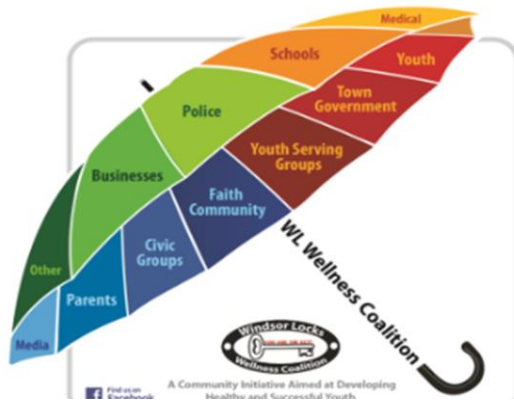 Medical
Schools
Youth
Police
Town
Government
Businesses
Youth Serving
Groups
Faith
Community
Other
Civic
Groups
Parents
Media
WL Wellness Coalition
Windsor Locks
Wellness Coalition
Find us on
Facebook
A Community Initiative Aimed at Developing
Healthy and Successful Youth